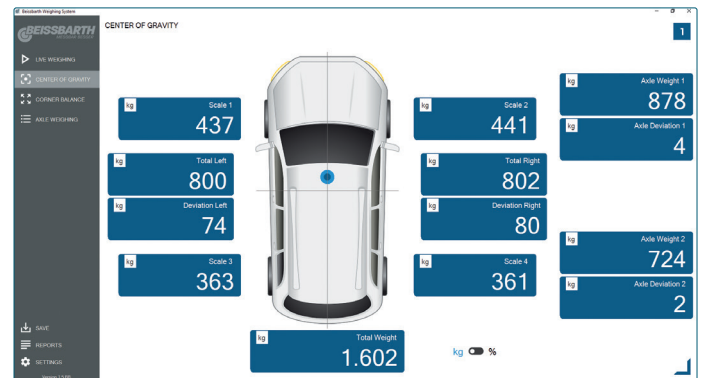 Beissbarth Weighing System
BEISSBARTH
CENTER OF GRAVITY
1
LIVE WEIGHING
CENTER OF GRAVITY
CORNER BALANCE
AXLE WEIGHING
kg Scale 1
437
kg Scale 2
441
kg Axle Weight 1
878
kg Axle Deviation 1
4
kg Total Left
800
kg Total Right
802
kg Deviation Left
74
kg Deviation Right
80
kg Scale 3
363
kg Scale 4
361
kg Axle Weight 2
724
kg Axle Deviation 2
2
kg Total Weight
1.602
kg %
SAVE
REPORTS
SETTINGS